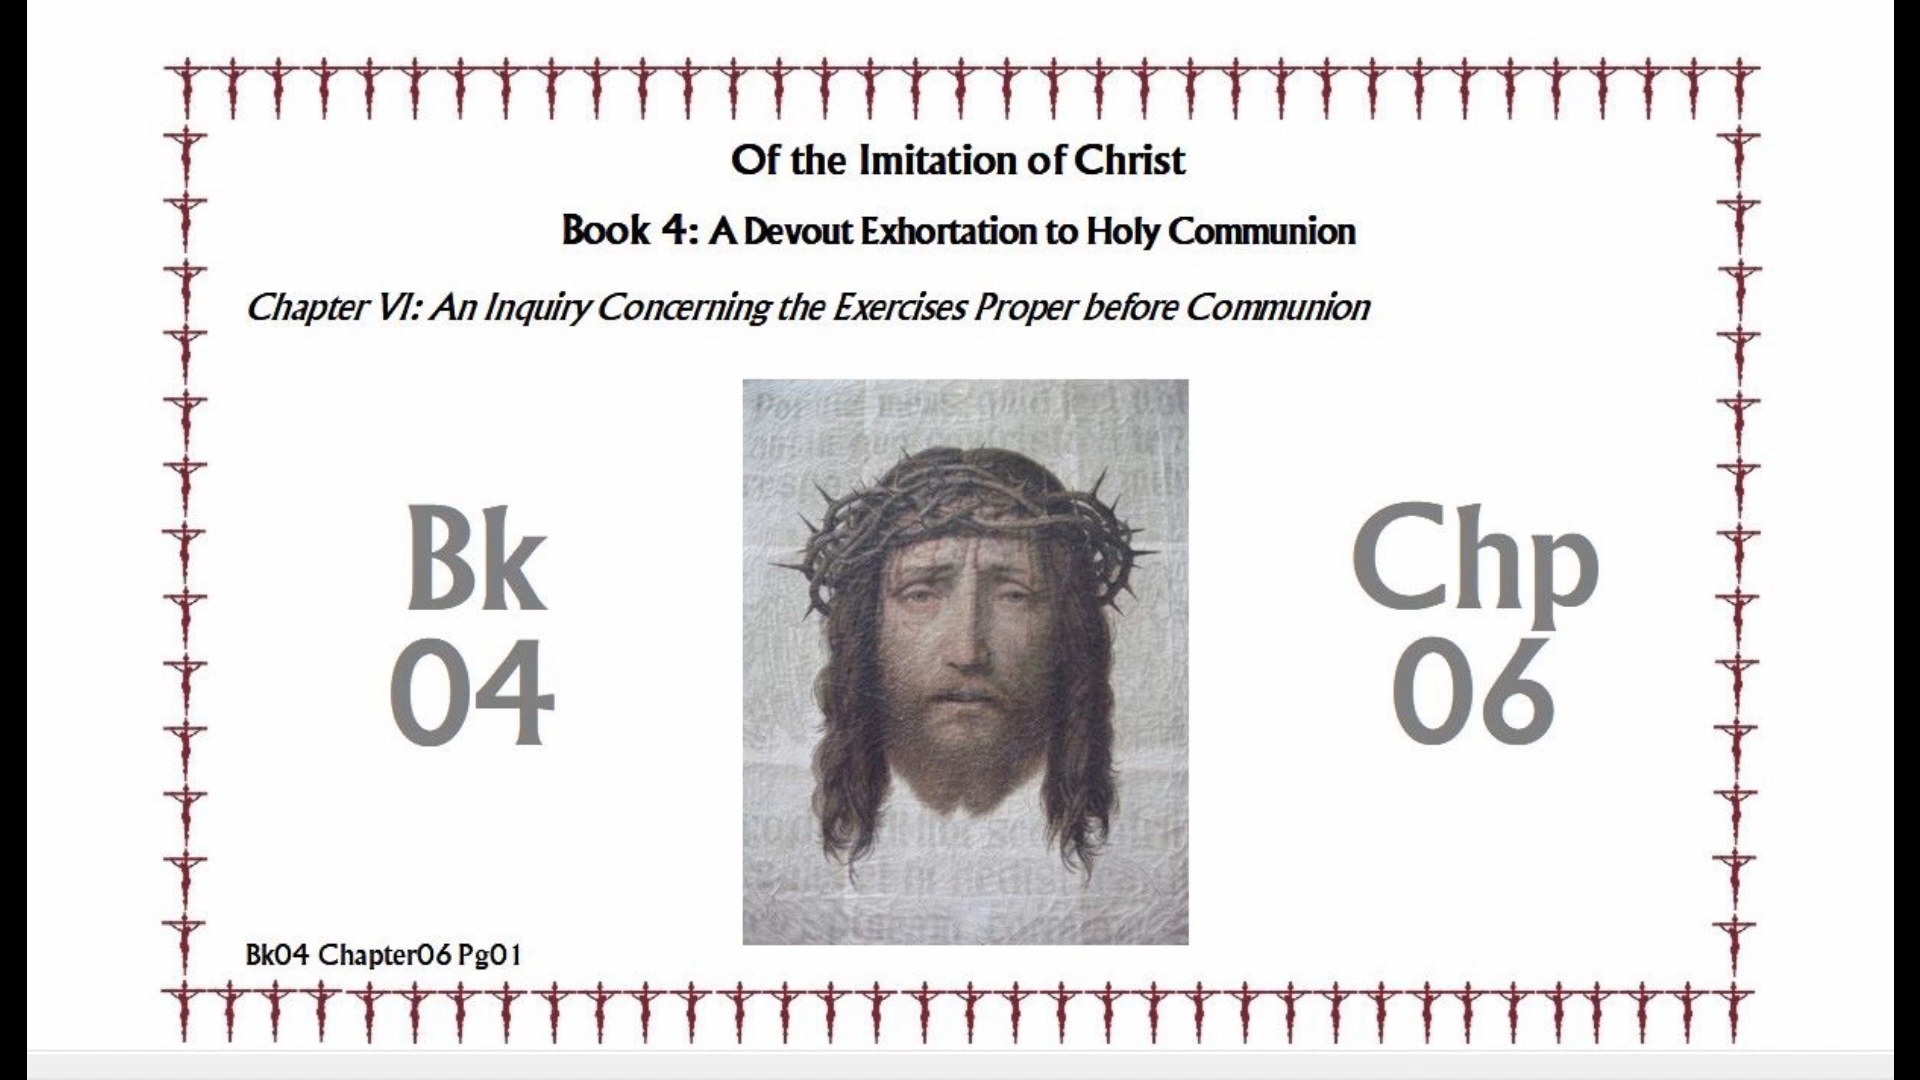 Of the Imitation of Christ
Book 4: A Devout Exhortation to Holy Communion
Chapter VI: An Inquiry Concerning the Exercises Proper before Communion
Bk
04
Chp
06
Bk04 Chapter06 Pg01